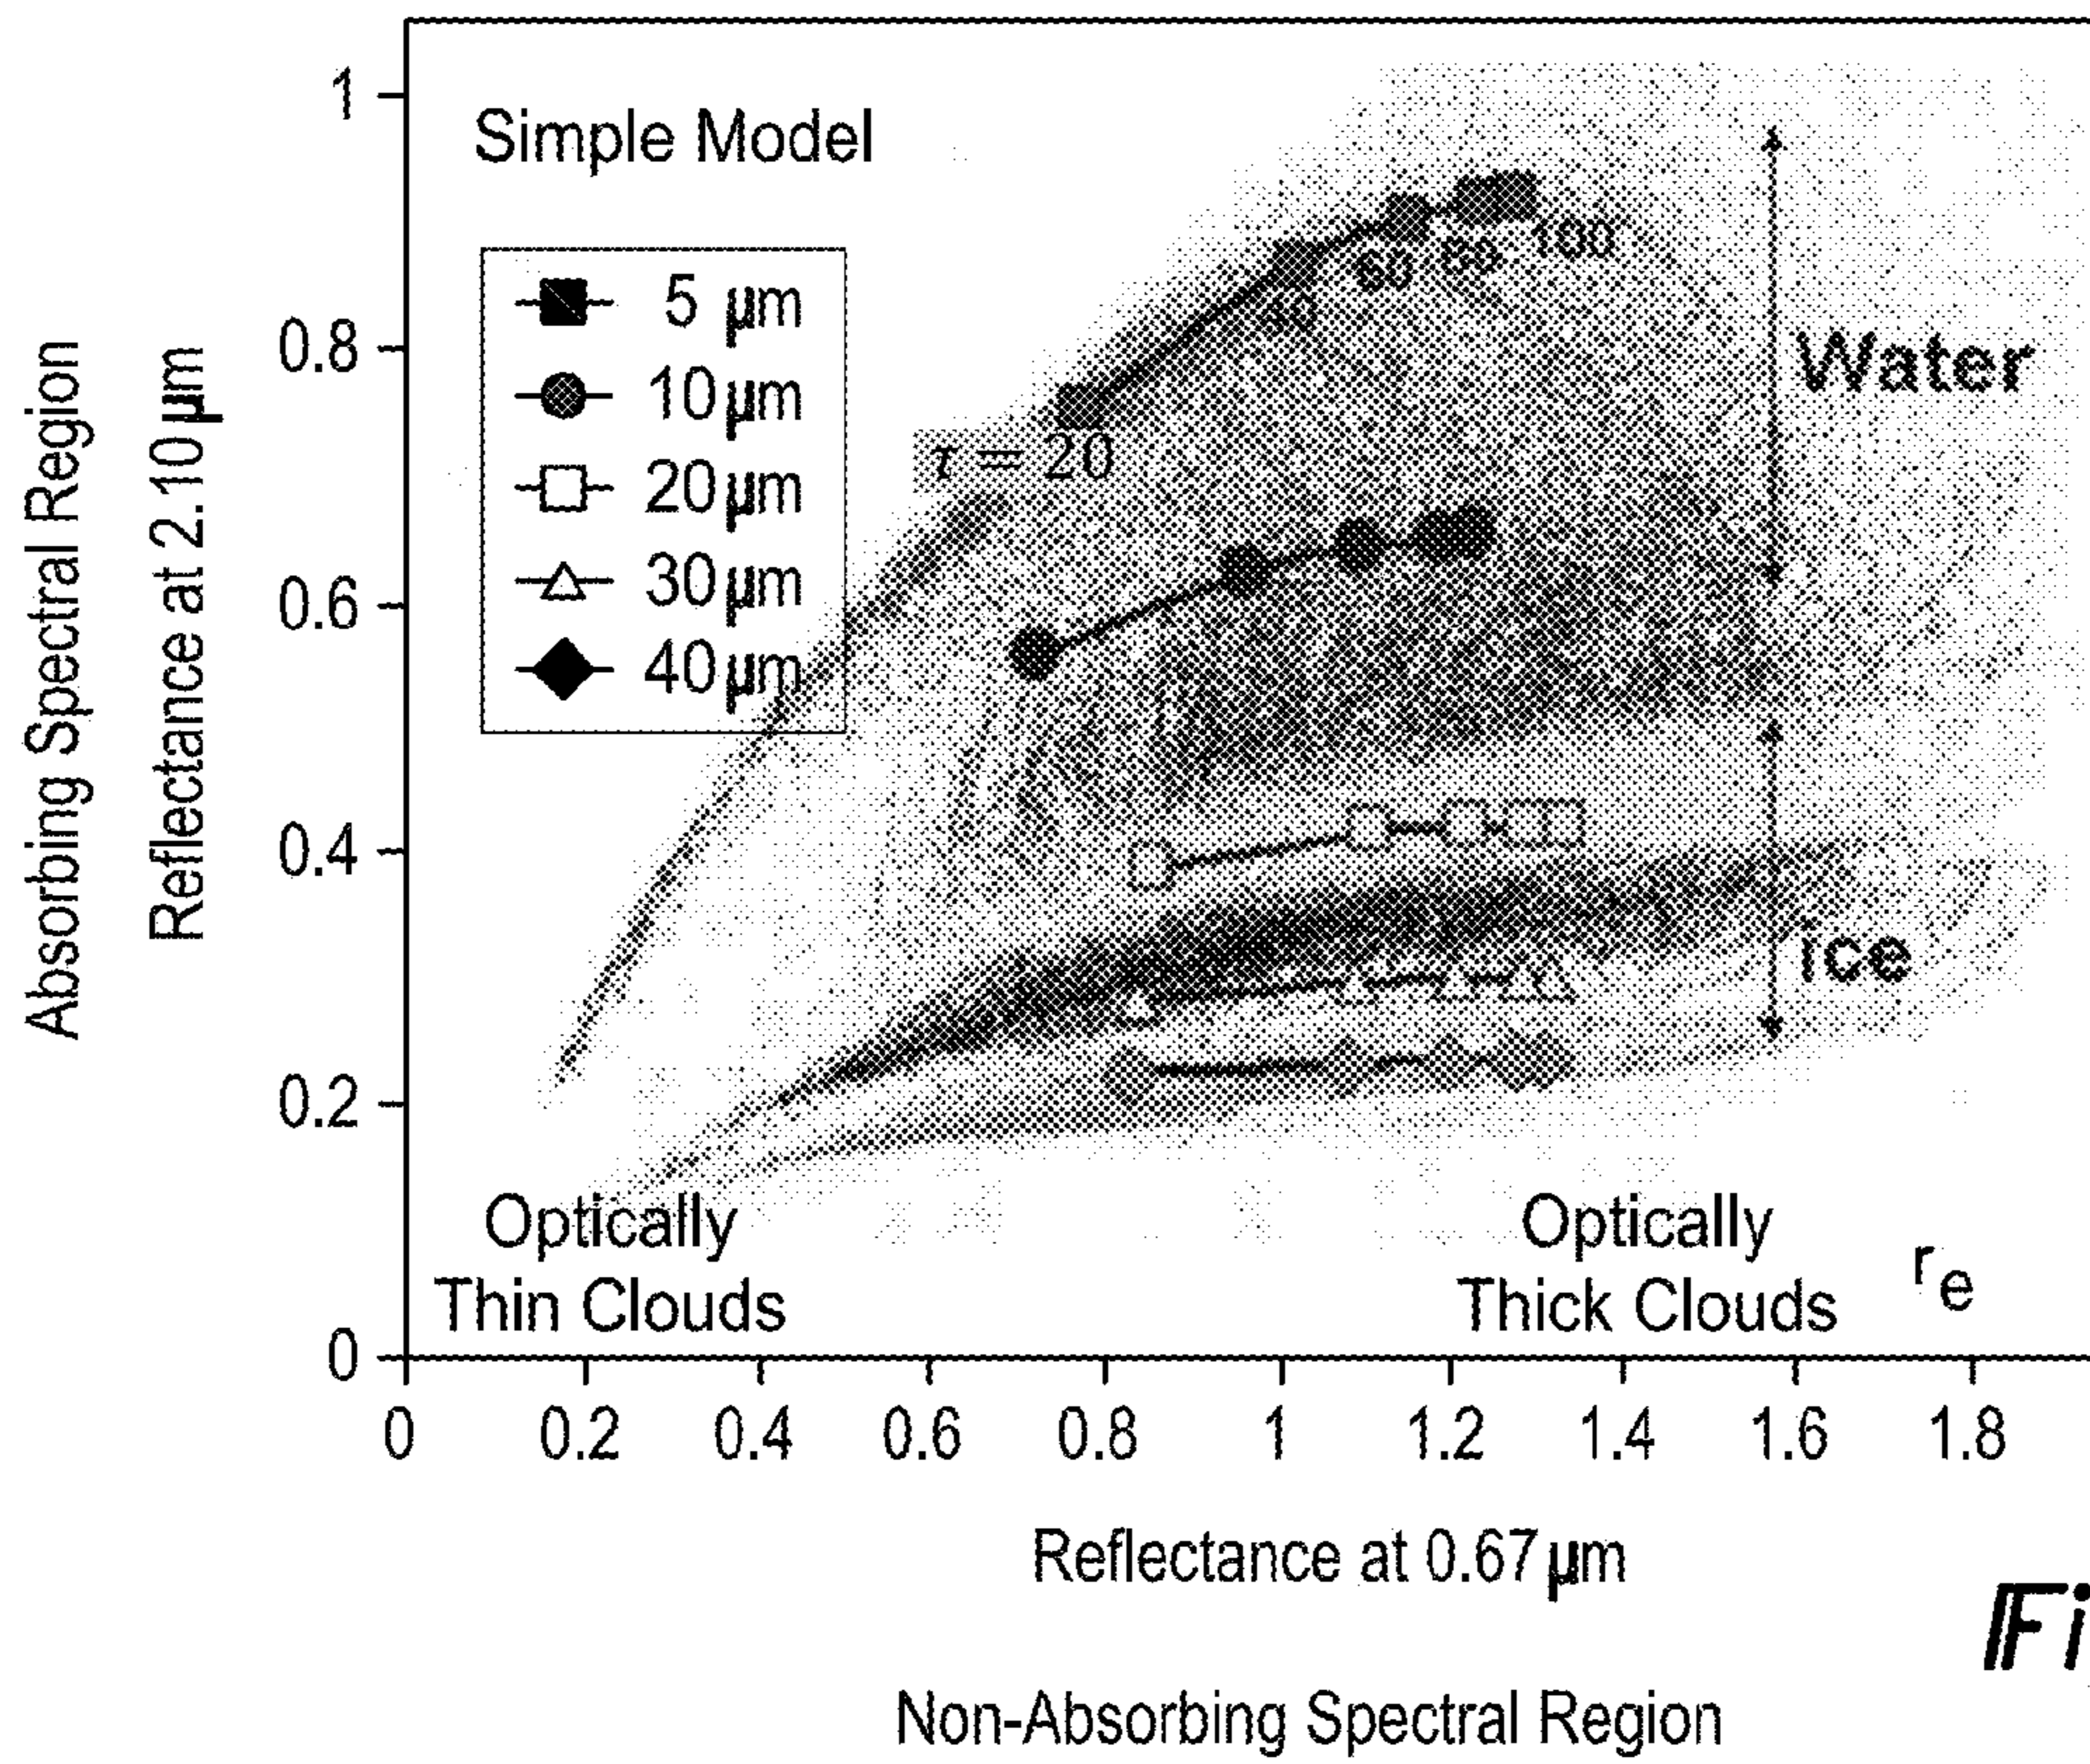 Absorbing Spectral Region
Reflectance at 2.10 µm
1
0.8
0.6
0.4
0.2
0
Simple Model
5 µm
10 µm
20 µm
30 µm
40 µm
τ = 20
40
60
80
100
Water
ice
Optically
Thin Clouds
Optically
Thick Clouds
re
0
0.2
0.4
0.6
0.8
1
1.2
1.4
1.6
1.8
Reflectance at 0.67 µm
Non-Absorbing Spectral Region